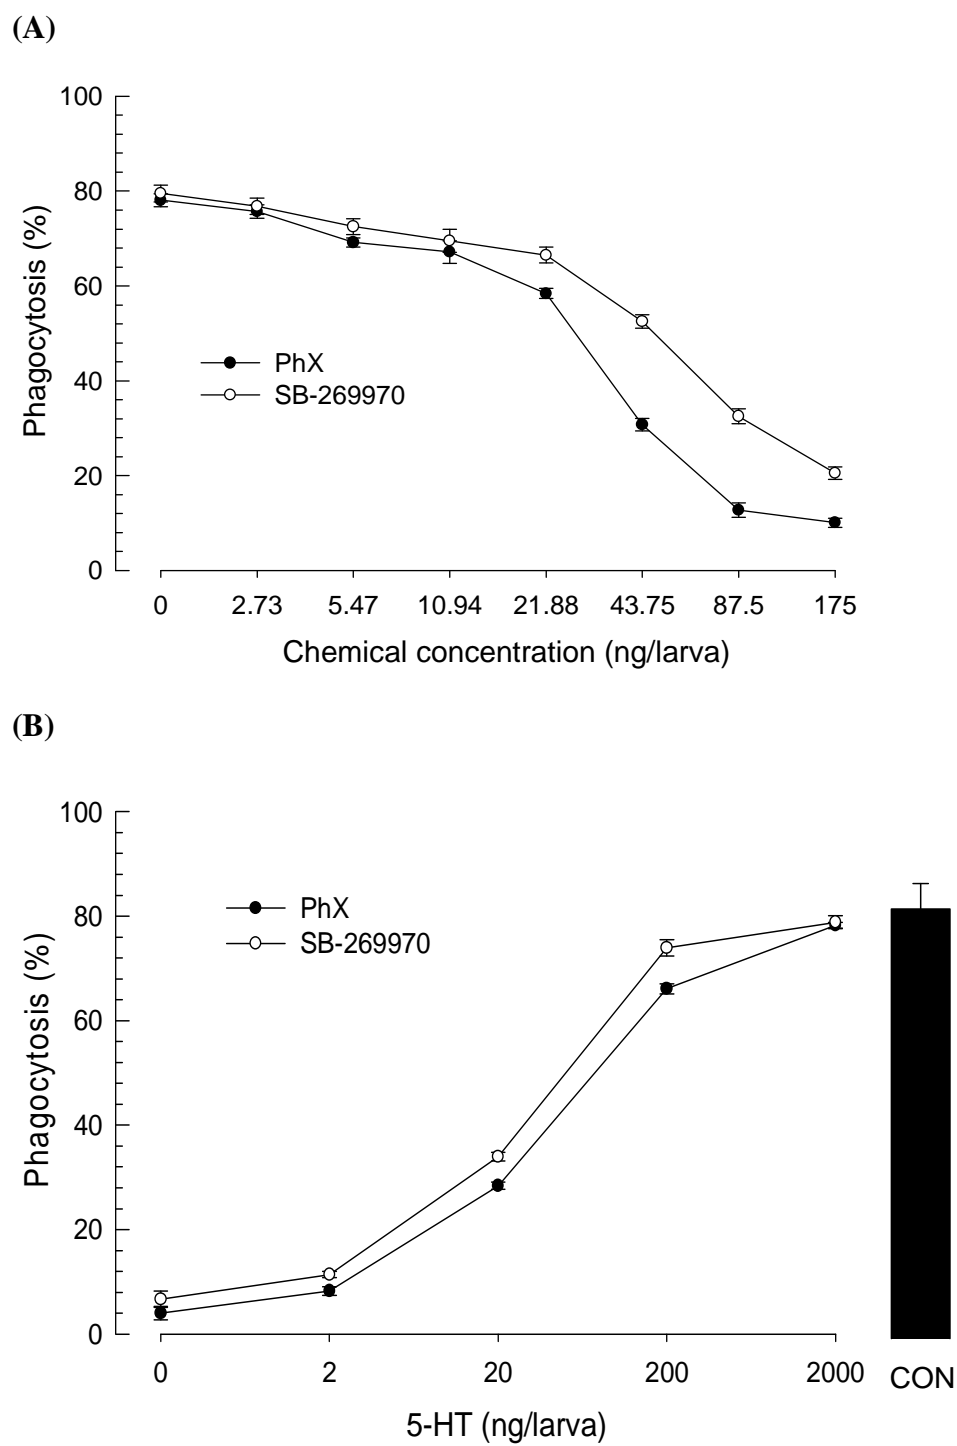 (A)
100
80
60
40
20
0
Phagocytosis (%)
PhX
SB-269970
0 2.73 5.47 10.94 21.88 43.75 87.5 175
Chemical concentration (ng/larva)
(B)
100
80
60
40
20
0
Phagocytosis (%)
PhX
SB-269970
0 2 20 200 2000 CON
5-HT (ng/larva)